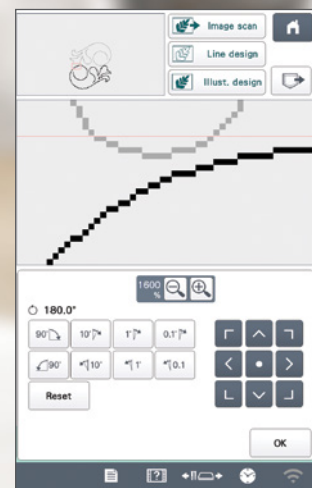 Image scan
Line design
Illust. design
1600
%
180.0°
90° 10° 1° 0.1°
90° 10° 1° 0.1
Reset
OK